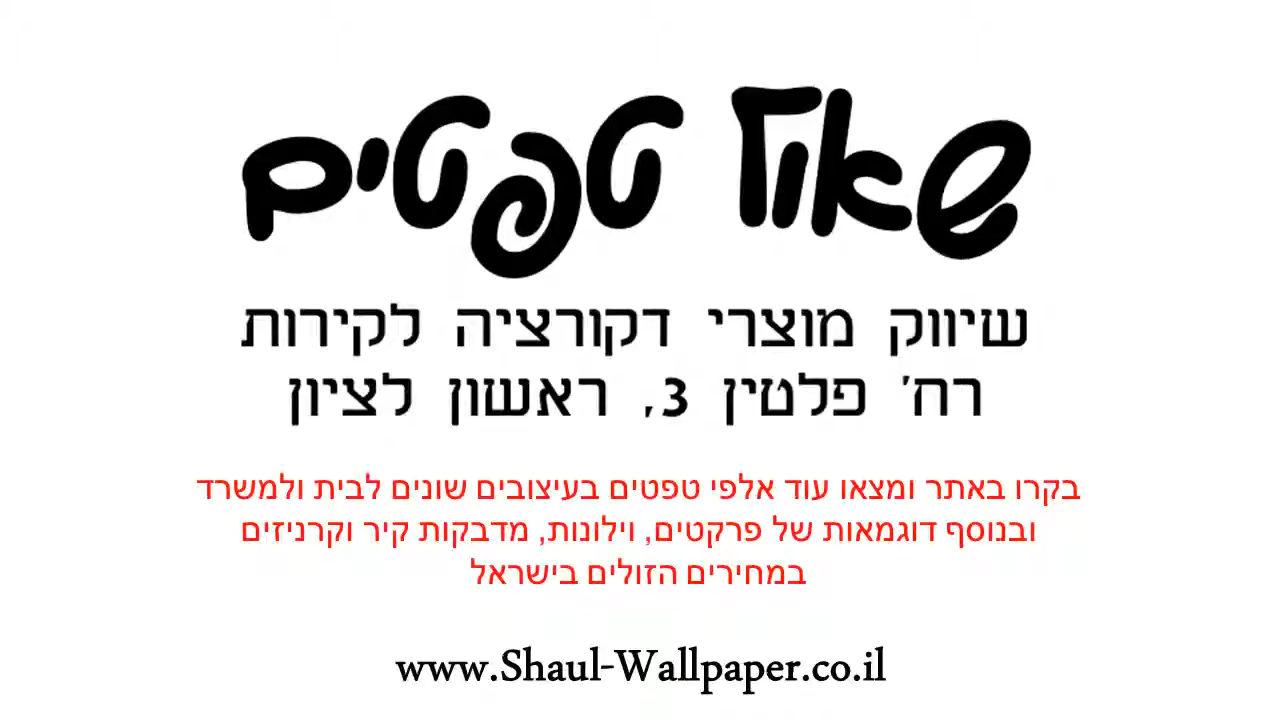 שאול טפטים
שיווק מוצרי דקורציה לקירות
רח' פלטין 3, ראשון לציון
בקרו באתר ומצאו עוד אלפי טפטים בעיצובים שונים לבית ולמשרד
ובנוסף דוגמאות של פרקטים, וילונות, מדבקות קיר וקרניזים
במחירים הזולים בישראל
www.Shaul-Wallpaper.co.il